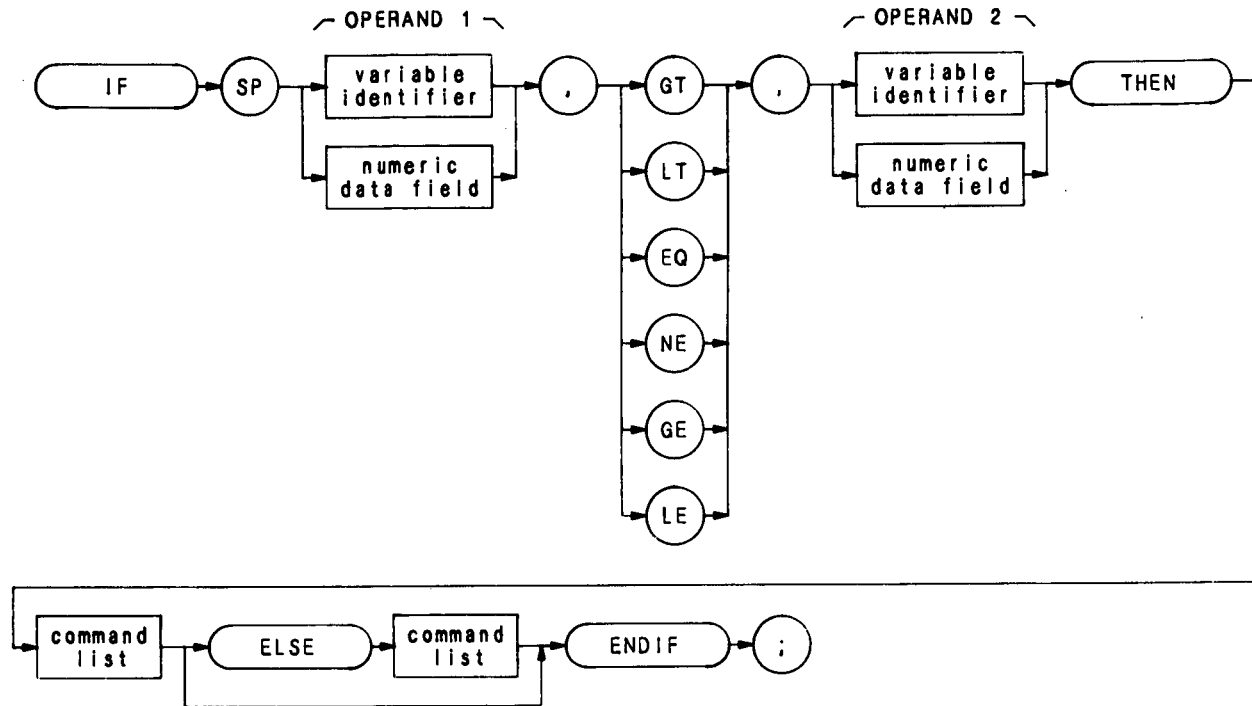 OPERAND 1
OPERAND 2
IF
SP
variable
identifier
,
GT
,
variable
identifier
THEN
numeric
data field
LT
numeric
data field
EQ
NE
GE
LE
command
list
ELSE
command
list
ENDIF
;